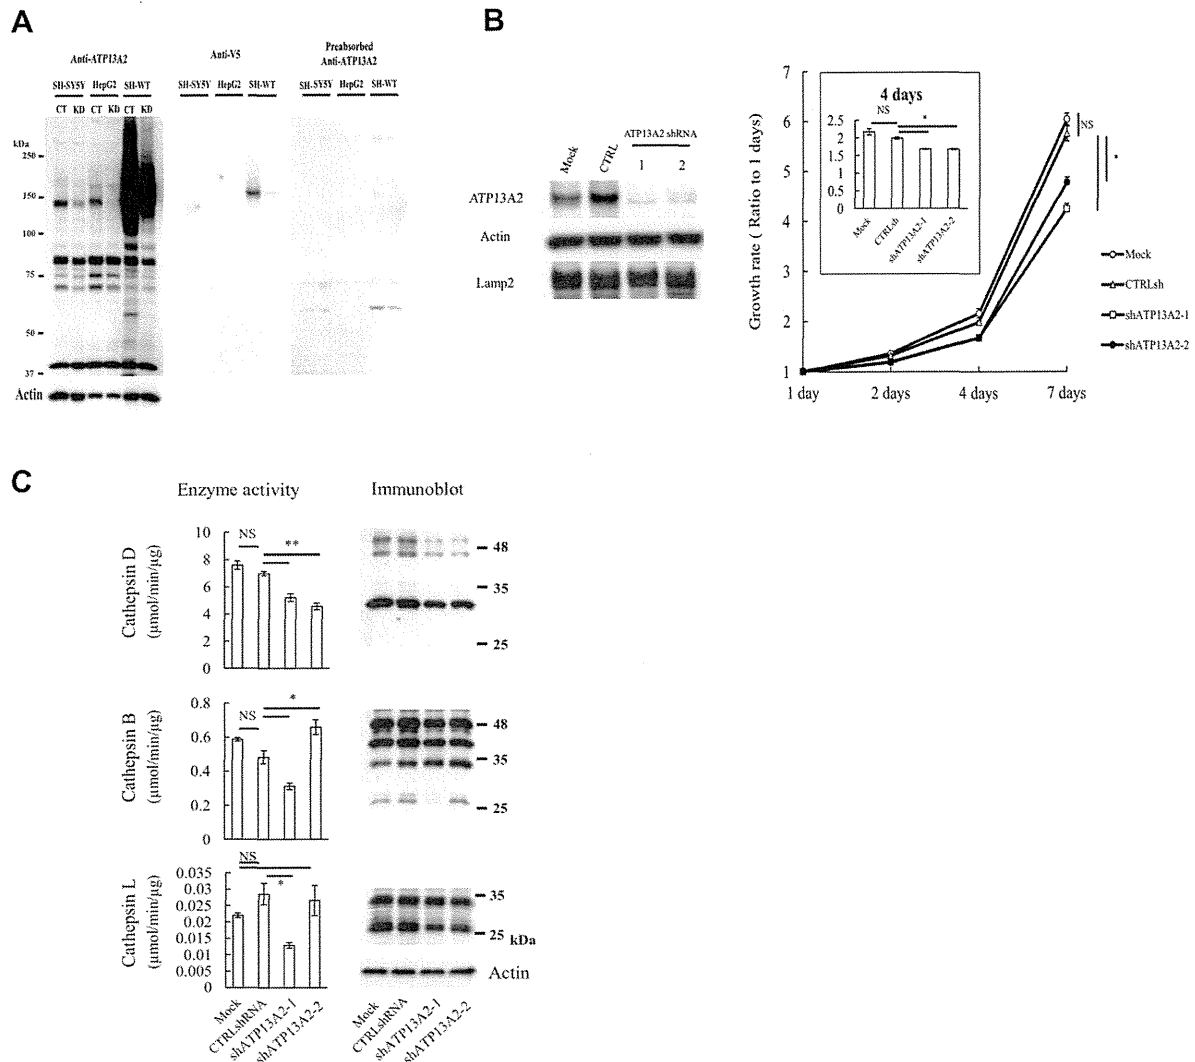 A
Anti-ATP13A2
Anti-V5
Preabsorbed
Anti-ATP13A2
SH-SY5Y HepG2 SH-WT
SH-SY5Y HepG2 SH-WT
SH-SY5Y HepG2 SH-WT
CT KD CT KD CT KD
kDa
250
150
100
75
50
37
Actin
B
Mock
CTRL
ATP13A2 shRNA
1 2
ATP13A2
Actin
Lamp2
Growth rate ( Ratio to 1 days)
7
6
5
4
3
2
1
1 day 2 days 4 days 7 days
4 days
NS
*
2.5
2
1.5
1
0.5
0
Mock
CTRLsh
shATP13A2-1
shATP13A2-2
NS
*
Mock
CTRLsh
shATP13A2-1
shATP13A2-2
C
Enzyme activity
Immunoblot
Cathepsin D
(μmol/min/μg)
10
8
6
4
2
0
NS
**
48
35
25
Cathepsin B
(μmol/min/μg)
0.8
0.6
0.4
0.2
0
NS
*
48
35
25
Cathepsin L
(μmol/min/μg)
0.035
0.03
0.025
0.02
0.015
0.01
0.005
0
NS
*
35
25 kDa
Actin
Mock
CTRLshRNA
shATP13A2-1
shATP13A2-2
Mock
CTRLshRNA
shATP13A2-1
shATP13A2-2